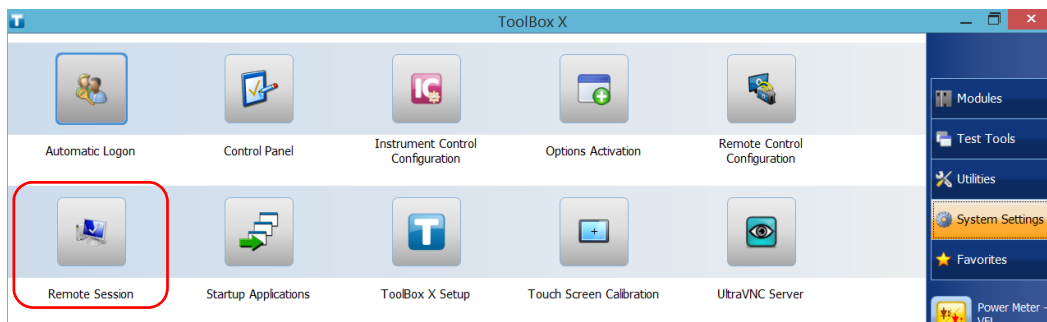 ToolBox X
Automatic Logon
Control Panel
Instrument Control
Configuration
Options Activation
Remote Control
Configuration
Remote Session
Startup Applications
ToolBox X Setup
Touch Screen Calibration
UltraVNC Server
Modules
Test Tools
Utilities
System Settings
Favorites
Power Meter -
VFL